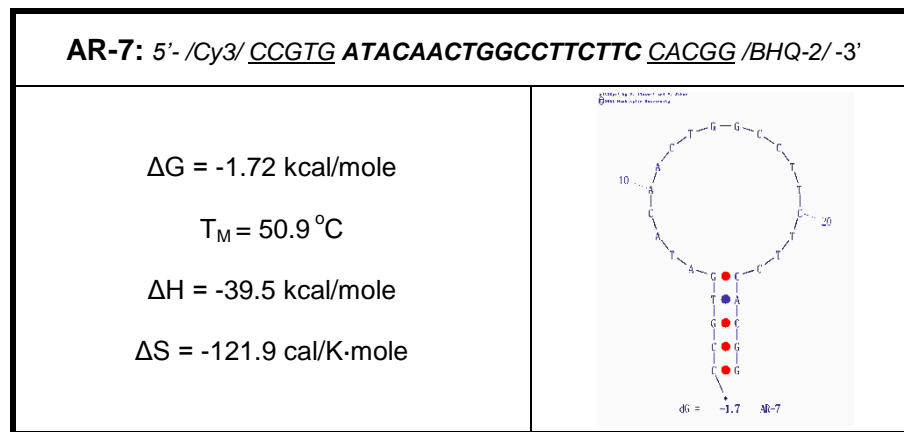 AR-7: 5'- /Cy3/ CCGTG ATACAACTGGCCTTCTTC CACGG /BHQ-2/ -3'
ΔG = -1.72 kcal/mole
T_M = 50.9 °C
ΔH = -39.5 kcal/mole
ΔS = -121.9 cal/K·mole
10
20
dG = -1.7 AR-7